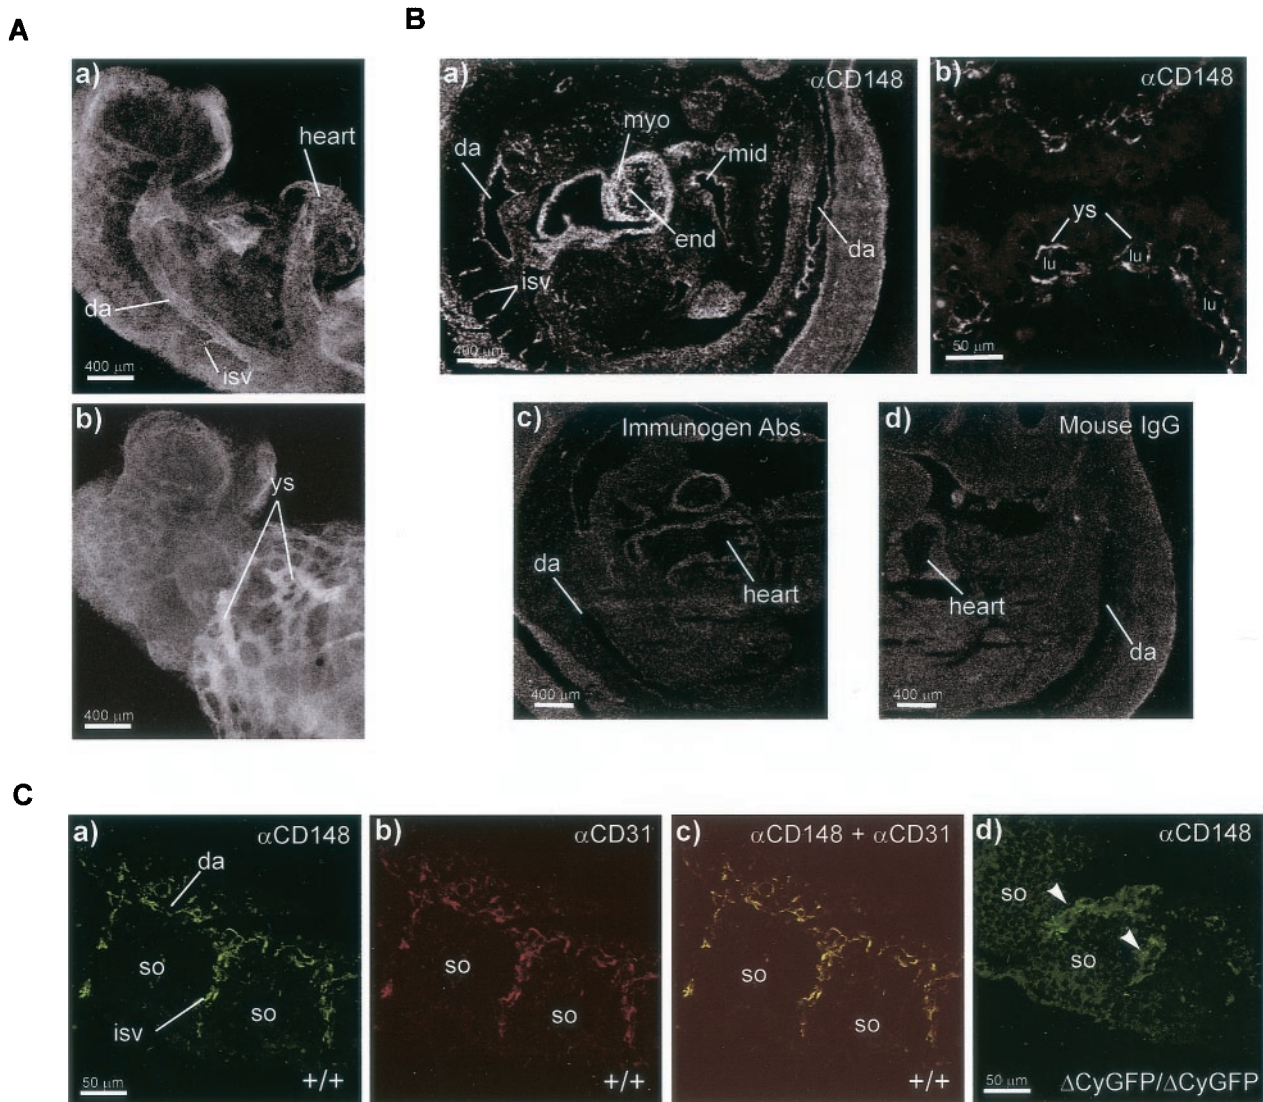 A
B
a)
heart
da
isv
400 μm
b)
ys
400 μm
a)
αCD148
myo
da
mid
end
da
isv
400 μm
b)
αCD148
ys
lu
lu
lu
50 μm
c)
Immunogen Abs.
da
heart
400 μm
d)
Mouse IgG
heart
da
400 μm
C
a)
αCD148
da
so
so
isv
50 μm
+/+
b)
αCD31
so
so
+/+
c)
αCD148 + αCD31
so
so
+/+
d)
αCD148
so
so
50 μm
ΔCyGFP/ΔCyGFP